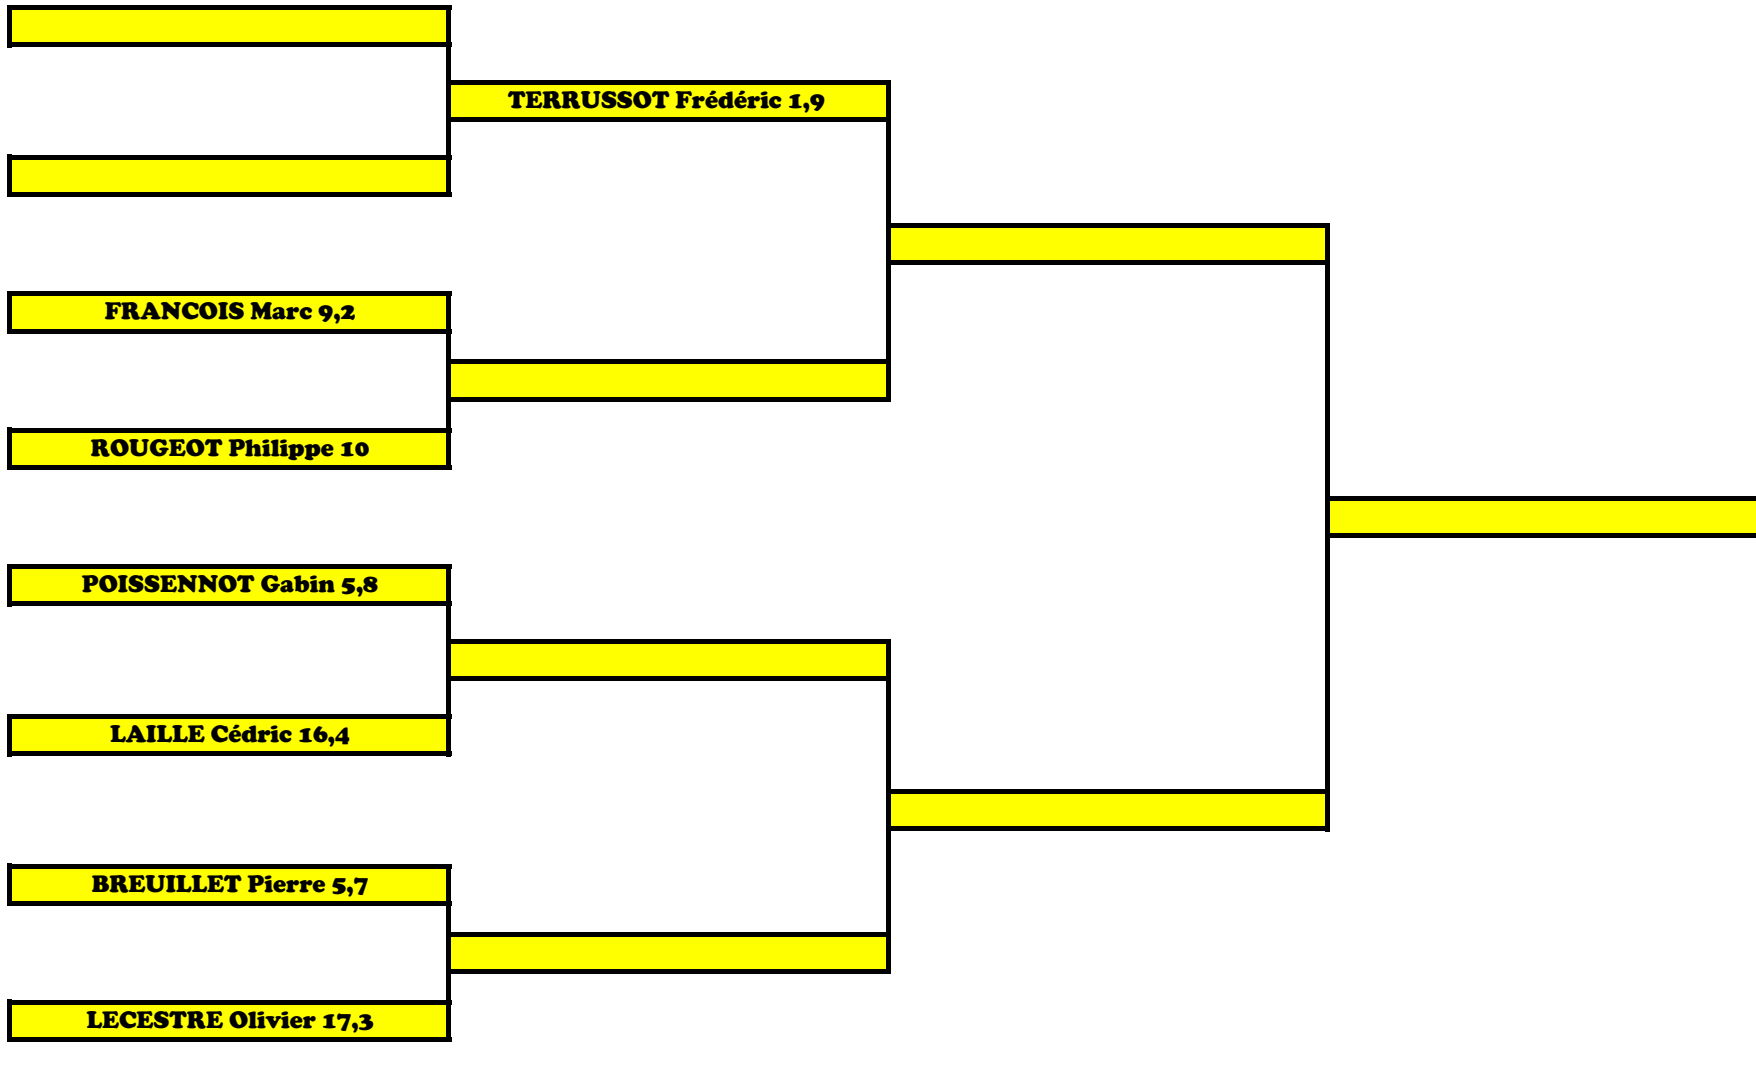 TERRUSSOT Frédéric 1,9
FRANCOIS Marc 9,2
ROUGEOT Philippe 10
POISSENNOT Gabin 5,8
LAILLE Cédric 16,4
BREUILLET Pierre 5,7
LECESTRE Olivier 17,3